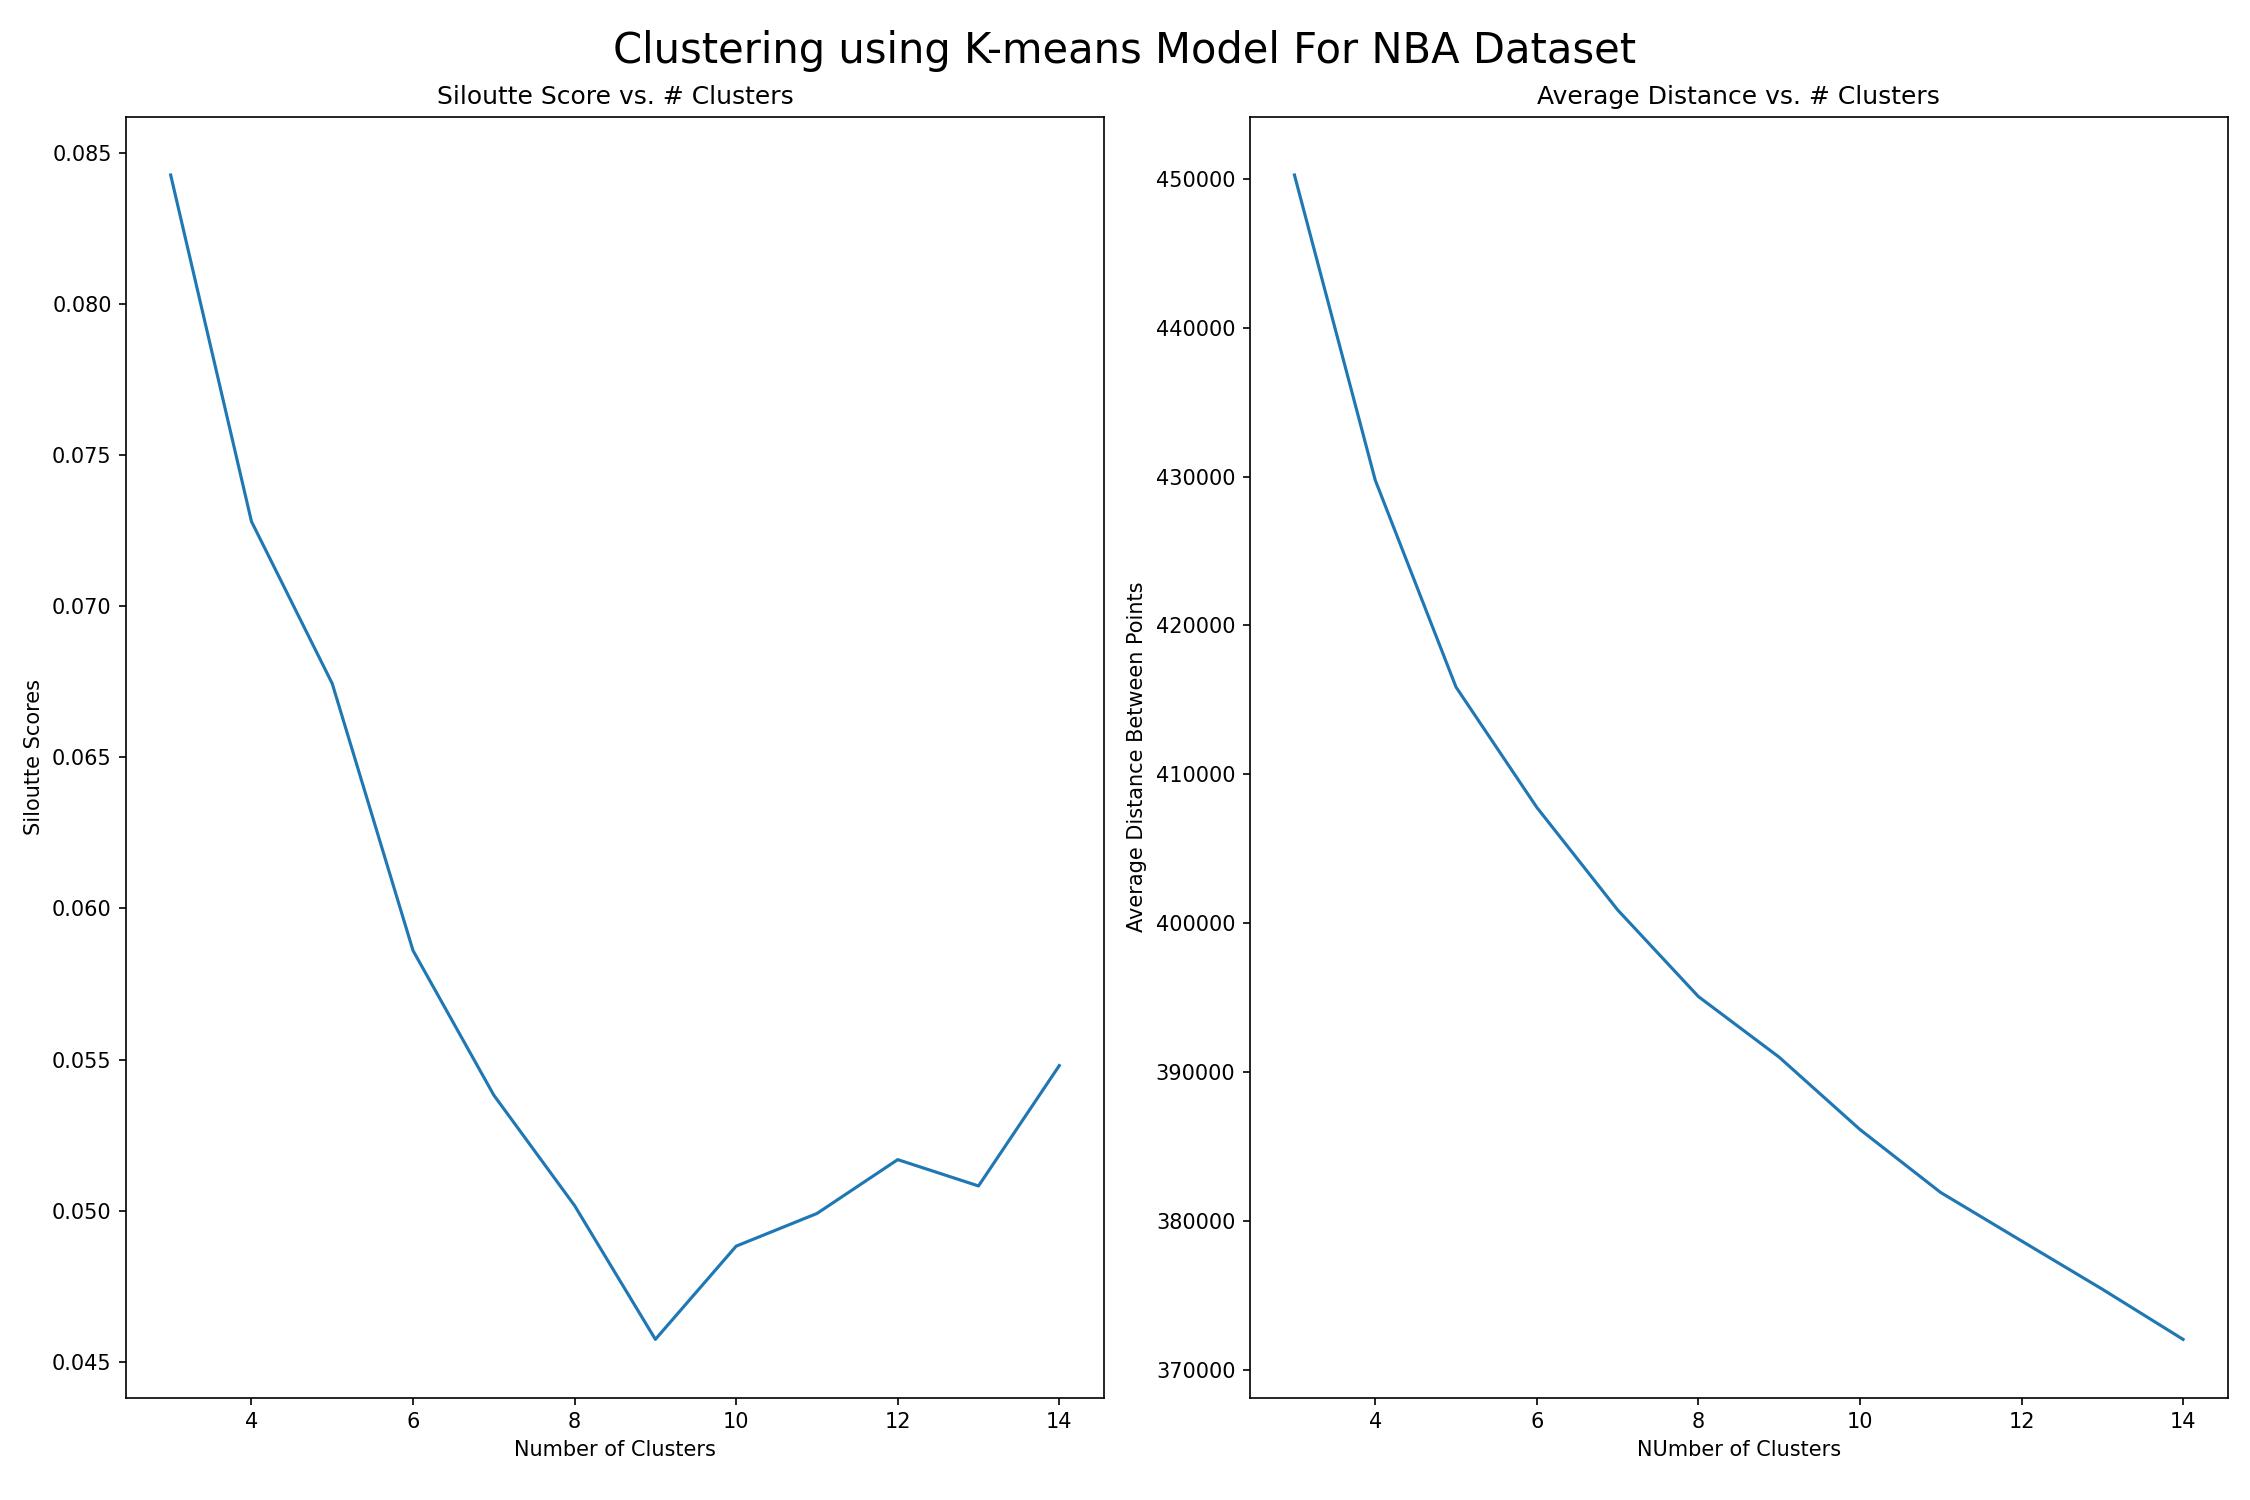 Clustering using K-means Model For NBA Dataset
Siloutte Score vs. # Clusters
Siloutte Scores
0.085
0.080
0.075
0.070
0.065
0.060
0.055
0.050
0.045
4 6 8 10 12 14
Number of Clusters
Average Distance vs. # Clusters
Average Distance Between Points
450000
440000
430000
420000
410000
400000
390000
380000
370000
4 6 8 10 12 14
NUmber of Clusters